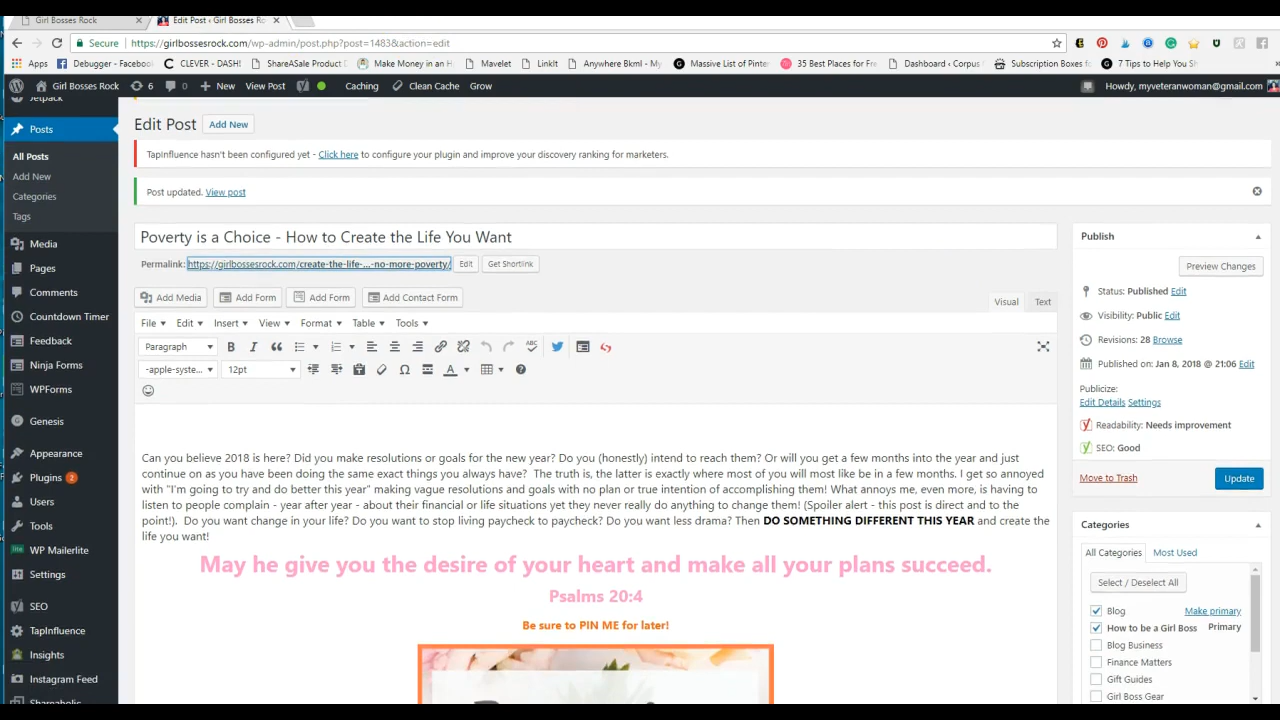 Girl Bosses Rock
Edit Post ‹ Girl Bosses R
Secure https://girlbossesrock.com/wp-admin/post.php?post=1483&action=edit
Apps Debugger - Facebook CLEVER - DASH! ShareASale Product D Make Money in an H Mavelet LinkIt Anywhere Bkml - My Massive List of Pinter 35 Best Places for Fre Dashboard ‹ Corpus Subscription Boxes fo 7 Tips to Help You Sh
Girl Bosses Rock 6 0 New View Post Caching Clean Cache Grow Howdy, myveteranwoman@gmail.com
Jetpack
Posts
All Posts
Add New
Categories
Tags
Media
Pages
Comments
Countdown Timer
Feedback
Ninja Forms
WPForms
Genesis
Appearance
Plugins 2
Users
Tools
WP Mailerlite
Settings
SEO
TapInfluence
Insights
Instagram Feed
Shareaholic
Edit Post Add New
TapInfluence hasn't been configured yet - Click here to configure your plugin and improve your discovery ranking for marketers.
Post updated. View post
Poverty is a Choice - How to Create the Life You Want
Permalink: https://girlbossesrock.com/create-the-life-...-no-more-poverty/ Edit Get Shortlink
Add Media Add Form Add Form Add Contact Form
Visual Text
File Edit Insert View Format Table Tools
Paragraph B I ABC
-apple-syste... 12pt A
Can you believe 2018 is here? Did you make resolutions or goals for the new year? Do you (honestly) intend to reach them? Or will you get a few months into the year and just
continue on as you have been doing the same exact things you always have? The truth is, the latter is exactly where most of you will most like be in a few months. I get so annoyed
with "I'm going to try and do better this year" making vague resolutions and goals with no plan or true intention of accomplishing them! What annoys me, even more, is having to
listen to people complain - year after year - about their financial or life situations yet they never really do anything to change them! (Spoiler alert - this post is direct and to the
point!). Do you want change in your life? Do you want to stop living paycheck to paycheck? Do you want less drama? Then DO SOMETHING DIFFERENT THIS YEAR and create the
life you want!
May he give you the desire of your heart and make all your plans succeed.
Psalms 20:4
Be sure to PIN ME for later!
Publish
Preview Changes
Status: Published Edit
Visibility: Public Edit
Revisions: 28 Browse
Published on: Jan 8, 2018 @ 21:06 Edit
Publicize:
Edit Details Settings
Readability: Needs improvement
SEO: Good
Move to Trash Update
Categories
All Categories Most Used
Select / Deselect All
Blog Make primary
How to be a Girl Boss Primary
Blog Business
Finance Matters
Gift Guides
Girl Boss Gear